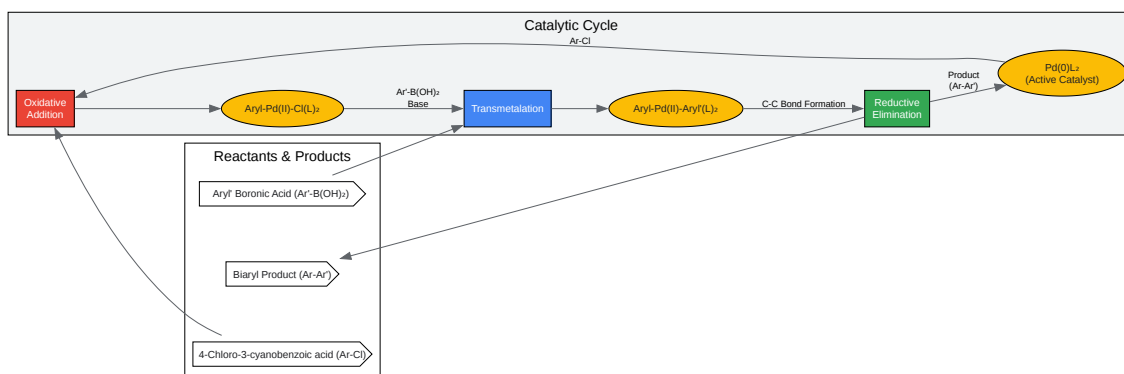 Catalytic Cycle
Ar-Cl
Pd(0)L₂
(Active Catalyst)
Product
(Ar-Ar')
Oxidative
Addition
Aryl-Pd(II)-Cl(L)₂
Ar'-B(OH)₂
Base
Transmetalation
Aryl-Pd(II)-Aryl'(L)₂
C-C Bond Formation
Reductive
Elimination
Reactants & Products
Aryl' Boronic Acid (Ar'-B(OH)₂)
Biaryl Product (Ar-Ar')
4-Chloro-3-cyanobenzoic acid (Ar-Cl)